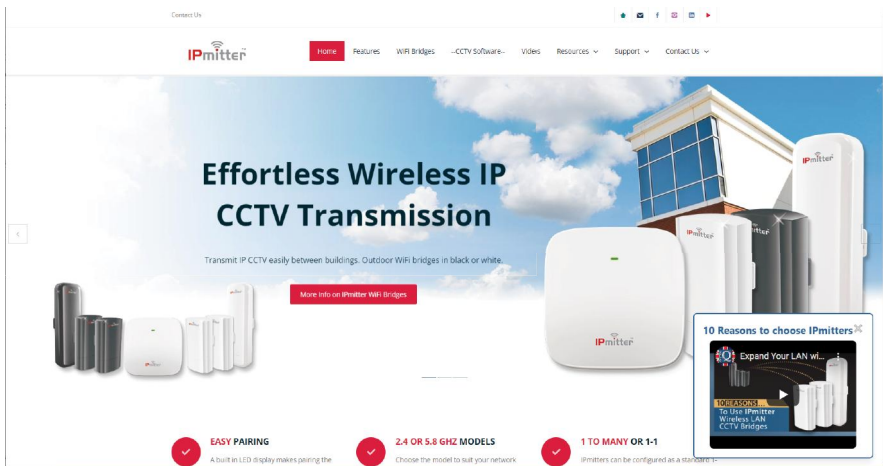 Contact Us
IPmitter
Home Features WiFi Bridges --CCTV Software-- Videos Resources Support Contact Us
Effortless Wireless IP
CCTV Transmission
Transmit IP CCTV easily between buildings. Outdoor WiFi bridges in black or white.
More info on IPmitter WiFi Bridges
IPmitter
IPmitter
IPmitter
10 Reasons to choose IPmitters
Expand Your LAN wi...
10 REASONS...
To Use IPmitter
Wireless LAN
CCTV Bridges
EASY PAIRING
A built in LED display makes pairing the
2.4 OR 5.8 GHZ MODELS
Choose the model to suit your network
1 TO MANY OR 1-1
IPmitters can be configured as a standard 1-